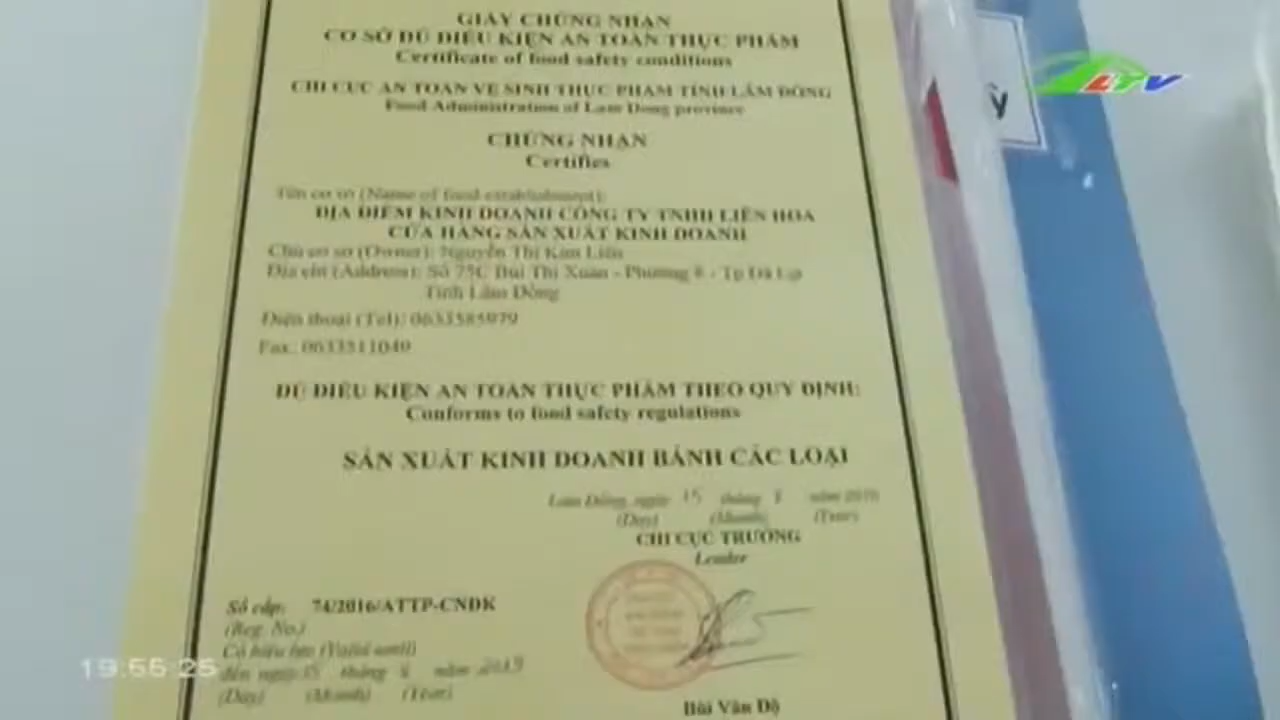 GIẤY CHỨNG NHẬN
CƠ SỞ ĐỦ ĐIỀU KIỆN AN TOÀN THỰC PHẨM
Certificate of food safety conditions
CHI CỤC AN TOÀN VỆ SINH THỰC PHẨM TỈNH LÂM ĐỒNG
Food Administration of Lam Dong province
CHỨNG NHẬN
Certifies
Tên cơ sở (Name of food establishment):
ĐỊA ĐIỂM KINH DOANH CÔNG TY TNHH LIÊN HOA
CỬA HÀNG SẢN XUẤT KINH DOANH
Chủ cơ sở (Owner): Nguyễn Thị Kim Liên
Địa chỉ (Address): Số 75C Bùi Thị Xuân - Phường 8 - Tp Đà Lạt
Tỉnh Lâm Đồng
Điện thoại (Tel): 0633585979
Fax: 0633511049
ĐỦ ĐIỀU KIỆN AN TOÀN THỰC PHẨM THEO QUY ĐỊNH:
Conforms to food safety regulations
SẢN XUẤT KINH DOANH BÁNH CÁC LOẠI
Lâm Đồng, ngày 15 tháng năm
(Day) (Month) (Year)
CHI CỤC TRƯỞNG
Leader
Số cấp: 74/2016/ATTP-CNĐK
(Reg. No.)
Có hiệu lực (Valid until)
đến ngày tháng năm
(Day) (Month) (Year)
Bùi Văn Độ
LTV
19:55:25